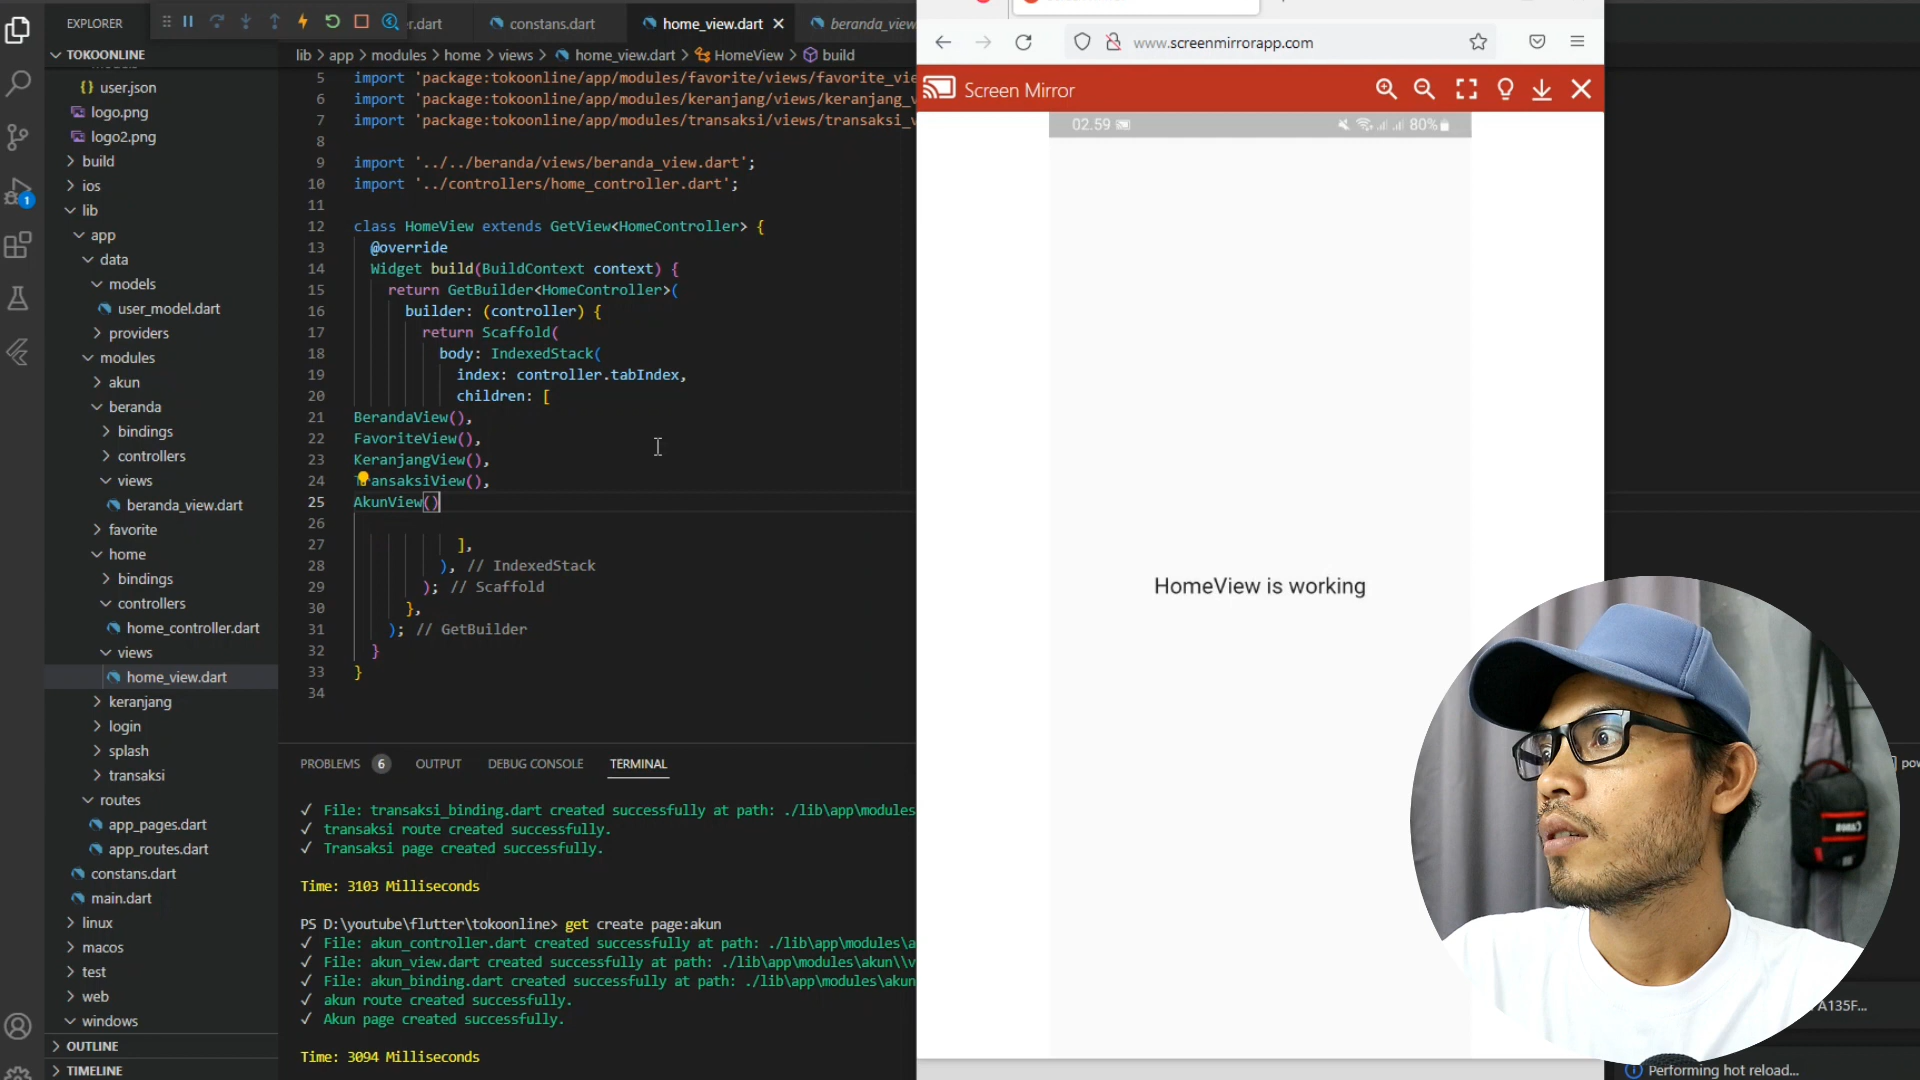 EXPLORER
TOKOONLINE
user.json
logo.png
logo2.png
build
ios
lib
app
data
models
user_model.dart
providers
modules
akun
beranda
bindings
controllers
views
beranda_view.dart
favorite
home
bindings
controllers
home_controller.dart
views
home_view.dart
keranjang
login
splash
transaksi
routes
app_pages.dart
app_routes.dart
constans.dart
main.dart
linux
macos
test
web
windows
OUTLINE
TIMELINE
1
constans.dart
home_view.dart
lib > app > modules > home > views > home_view.dart > HomeView > build
5 import 'package:tokoonline/app/modules/favorite/views/favorite_vie
6 import 'package:tokoonline/app/modules/keranjang/views/keranjang_v
7 import 'package:tokoonline/app/modules/transaksi/views/transaksi_v
8
9 import '../../beranda/views/beranda_view.dart';
10 import '../controllers/home_controller.dart';
11
12 class HomeView extends GetView<HomeController> {
13 @override
14 Widget build(BuildContext context) {
15 return GetBuilder<HomeController>(
16 builder: (controller) {
17 return Scaffold(
18 body: IndexedStack(
19 index: controller.tabIndex,
20 children: [
21 BerandaView(),
22 FavoriteView(),
23 KeranjangView(),
24 TransaksiView(),
25 AkunView()
26
27 ],
28 ), // IndexedStack
29 ); // Scaffold
30 },
31 ); // GetBuilder
32 }
33 }
34
PROBLEMS 6 OUTPUT DEBUG CONSOLE TERMINAL
✓ File: transaksi_binding.dart created successfully at path: ./lib\app\modules
✓ transaksi route created successfully.
✓ Transaksi page created successfully.
Time: 3103 Milliseconds
PS D:\youtube\flutter\tokoonline> get create page:akun
✓ File: akun_controller.dart created successfully at path: ./lib\app\modules\a
✓ File: akun_view.dart created successfully at path: ./lib\app\modules\akun\\v
✓ File: akun_binding.dart created successfully at path: ./lib\app\modules\akun
✓ akun route created successfully.
✓ Akun page created successfully.
Time: 3094 Milliseconds
www.screenmirrorapp.com
Screen Mirror
02.59
80%
HomeView is working
Canon
A135F...
Performing hot reload...